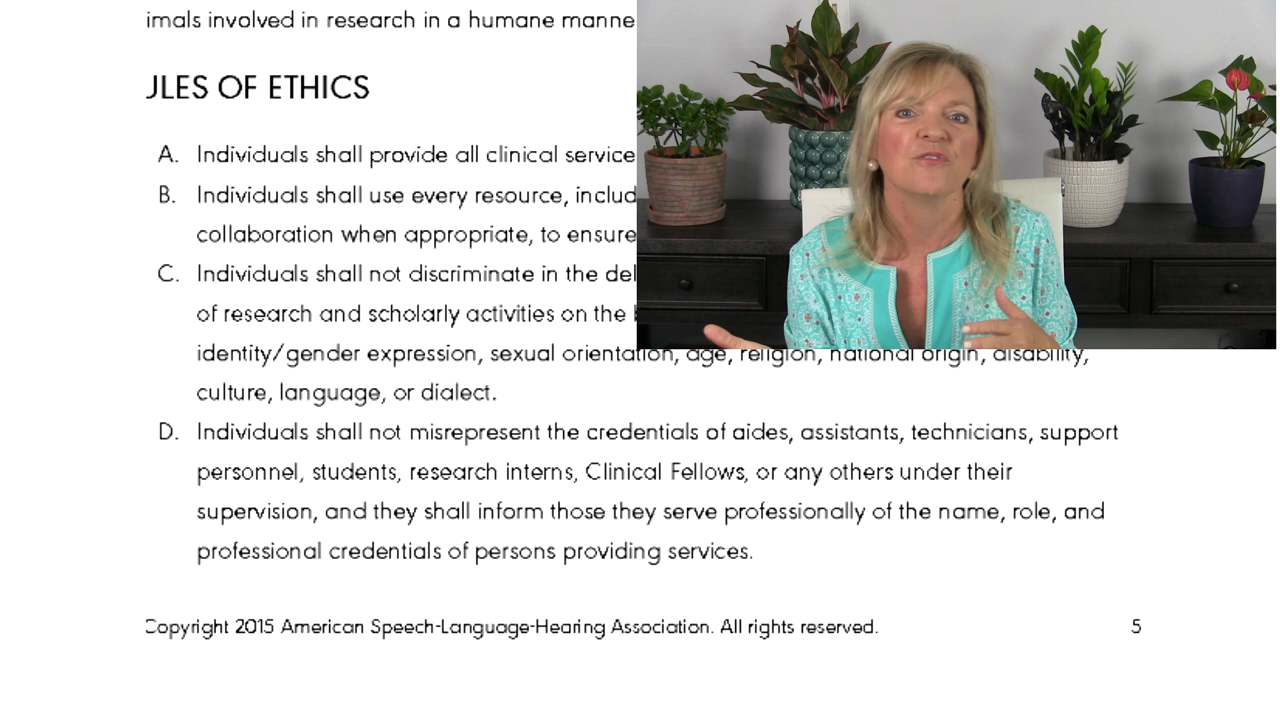 imals involved in research in a humane manne
JLES OF ETHICS
A. Individuals shall provide all clinical service
B. Individuals shall use every resource, includ
collaboration when appropriate, to ensure
C. Individuals shall not discriminate in the del
of research and scholarly activities on the
identity/gender expression, sexual orientation, age, religion, national origin, disability,
culture, language, or dialect.
D. Individuals shall not misrepresent the credentials of aides, assistants, technicians, support
personnel, students, research interns, Clinical Fellows, or any others under their
supervision, and they shall inform those they serve professionally of the name, role, and
professional credentials of persons providing services.
Copyright 2015 American Speech-Language-Hearing Association. All rights reserved. 5